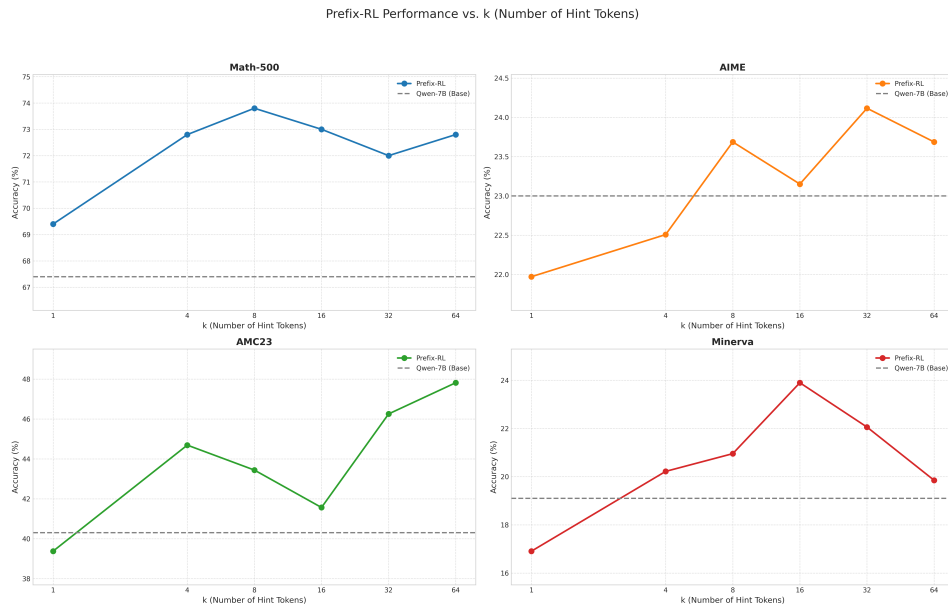 Prefix-RL Performance vs. k (Number of Hint Tokens)
Math-500
75
74
73
72
71
70
69
68
67
Accuracy (%)
1 4 8 16 32 64
k (Number of Hint Tokens)
Prefix-RL
Qwen-7B (Base)
AIME
24.5
24.0
23.5
23.0
22.5
22.0
Accuracy (%)
1 4 8 16 32 64
k (Number of Hint Tokens)
Prefix-RL
Qwen-7B (Base)
AMC23
48
46
44
42
40
38
Accuracy (%)
1 4 8 16 32 64
k (Number of Hint Tokens)
Prefix-RL
Qwen-7B (Base)
Minerva
24
22
20
18
16
Accuracy (%)
1 4 8 16 32 64
k (Number of Hint Tokens)
Prefix-RL
Qwen-7B (Base)